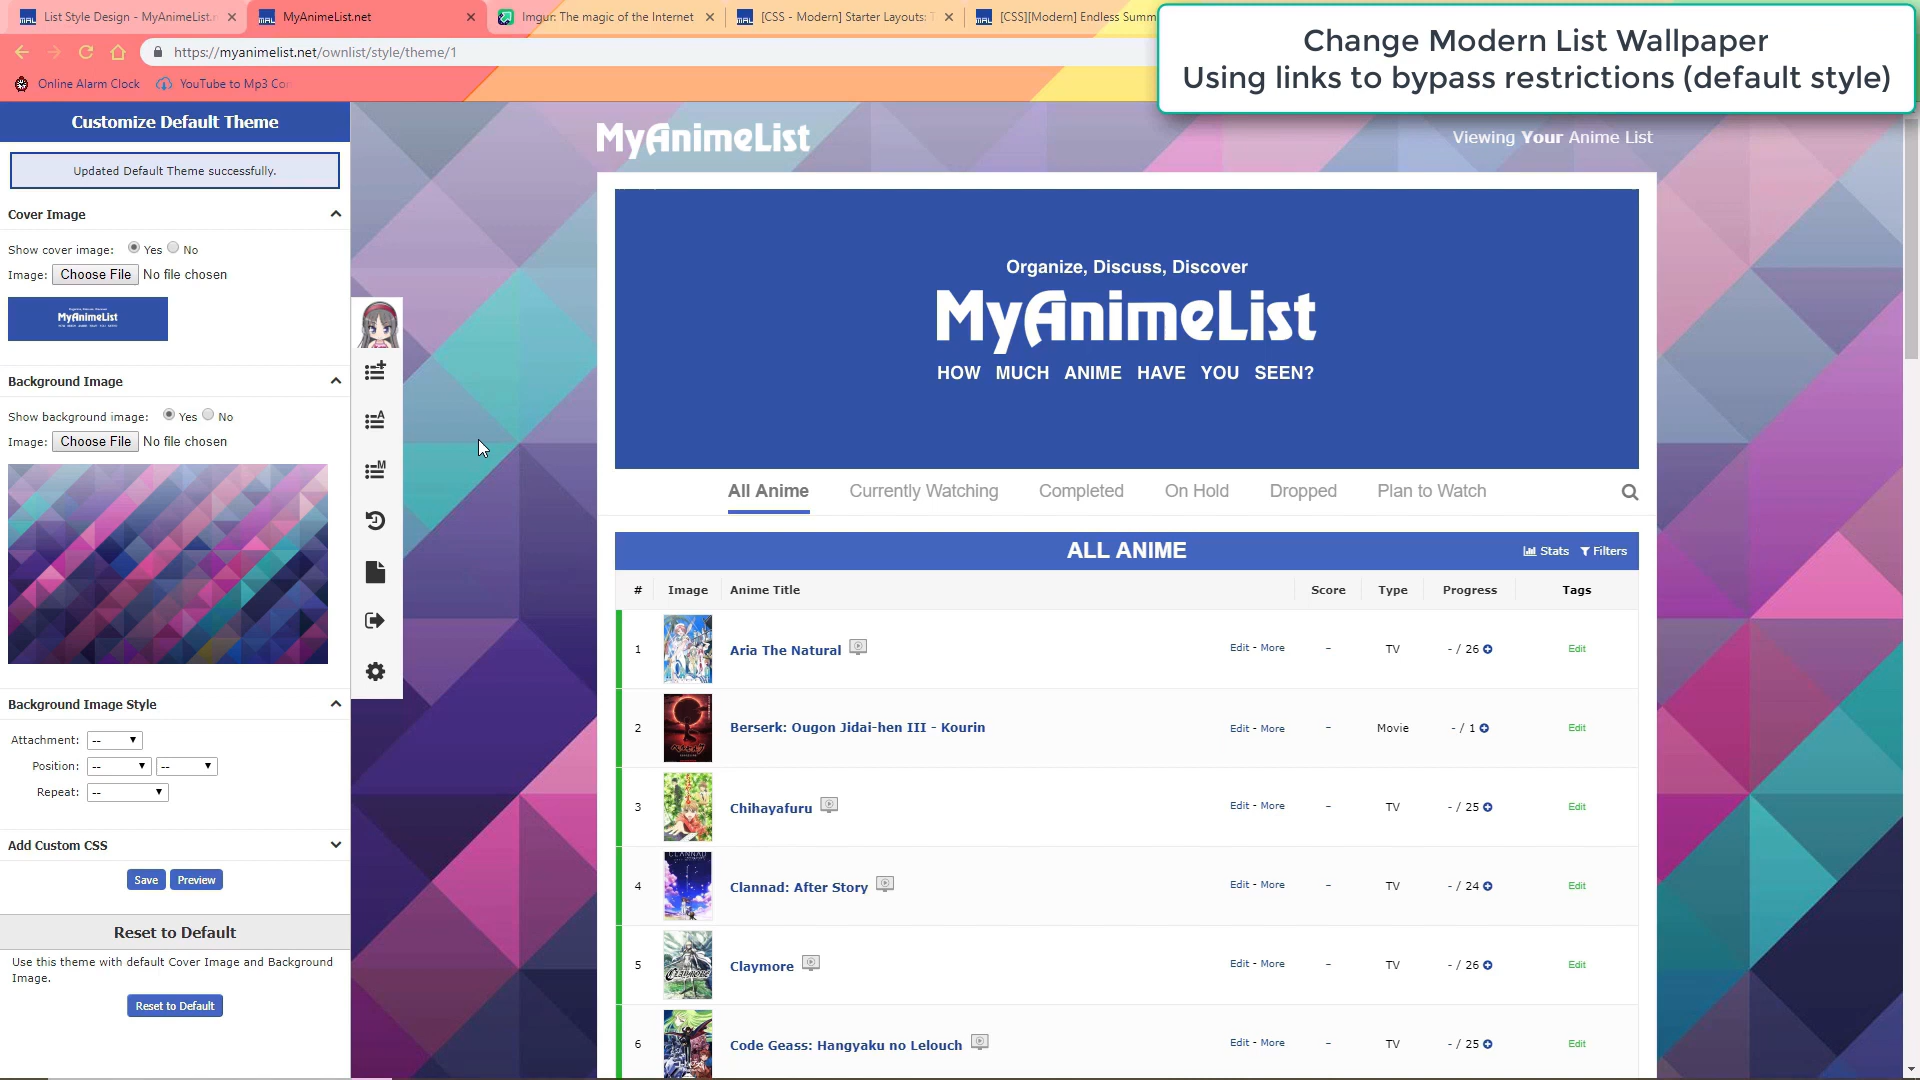 List Style Design - MyAnimeList.n
MyAnimeList.net
Imgur: The magic of the Internet
[CSS - Modern] Starter Layouts: T
[CSS][Modern] Endless Summ
https://myanimelist.net/ownlist/style/theme/1
Online Alarm Clock
YouTube to Mp3 Con
Change Modern List Wallpaper
Using links to bypass restrictions (default style)
Customize Default Theme
Updated Default Theme successfully.
Cover Image
Show cover image: Yes No
Image: Choose File No file chosen
MyAnimeList
Background Image
Show background image: Yes No
Image: Choose File No file chosen
Background Image Style
Attachment: --
Position: -- --
Repeat: --
Add Custom CSS
Save Preview
Reset to Default
Use this theme with default Cover Image and Background
Image.
Reset to Default
MyAnimeList
Viewing Your Anime List
Organize, Discuss, Discover
MyAnimeList
HOW MUCH ANIME HAVE YOU SEEN?
All Anime Currently Watching Completed On Hold Dropped Plan to Watch
ALL ANIME Stats Filters
# Image Anime Title Score Type Progress Tags
1 Aria The Natural Edit - More - TV - / 26 Edit
2 Berserk: Ougon Jidai-hen III - Kourin Edit - More - Movie - / 1 Edit
3 Chihayafuru Edit - More - TV - / 25 Edit
4 Clannad: After Story Edit - More - TV - / 24 Edit
5 Claymore Edit - More - TV - / 26 Edit
6 Code Geass: Hangyaku no Lelouch Edit - More - TV - / 25 Edit